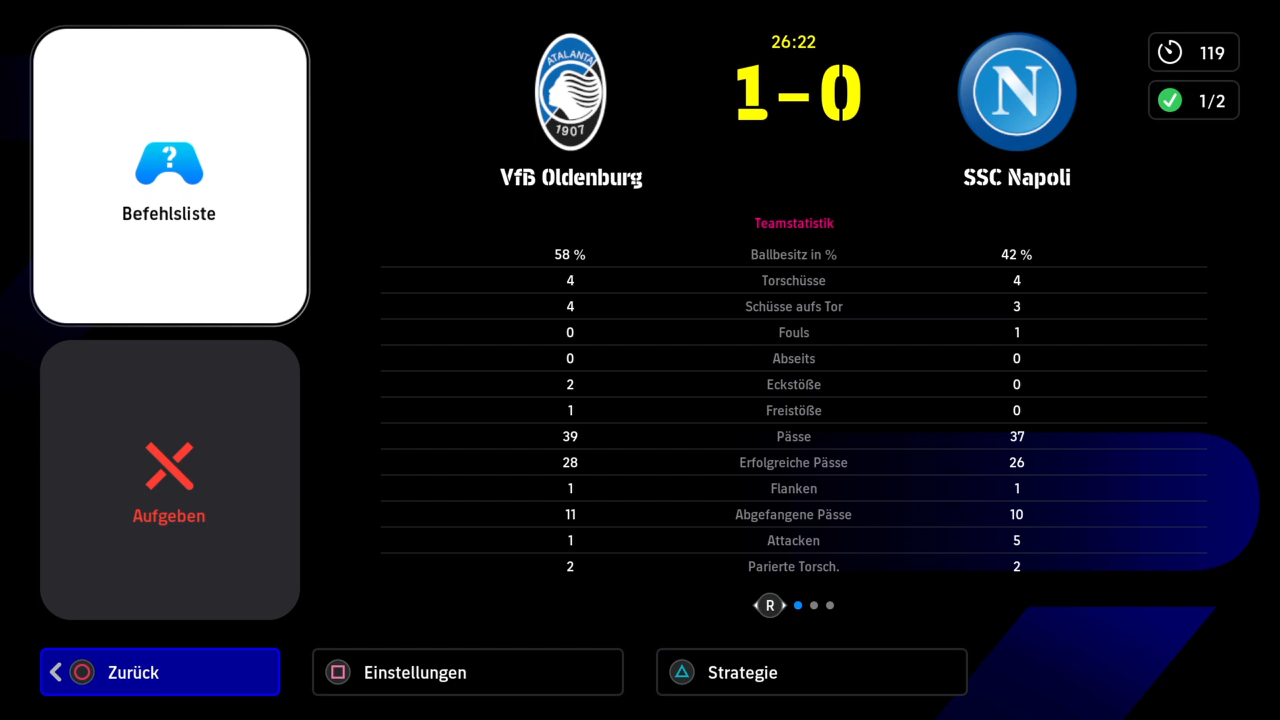 ?
Befehlsliste
Aufgeben
ATALANTA
1907
26:22
1-0
N
119
1/2
VfB Oldenburg
SSC Napoli
Teamstatistik
58 % Ballbesitz in % 42 %
4 Torschüsse 4
4 Schüsse aufs Tor 3
0 Fouls 1
0 Abseits 0
2 Eckstöße 0
1 Freistöße 0
39 Pässe 37
28 Erfolgreiche Pässe 26
1 Flanken 1
11 Abgefangene Pässe 10
1 Attacken 5
2 Parierte Torsch. 2
R
Zurück
Einstellungen
Strategie